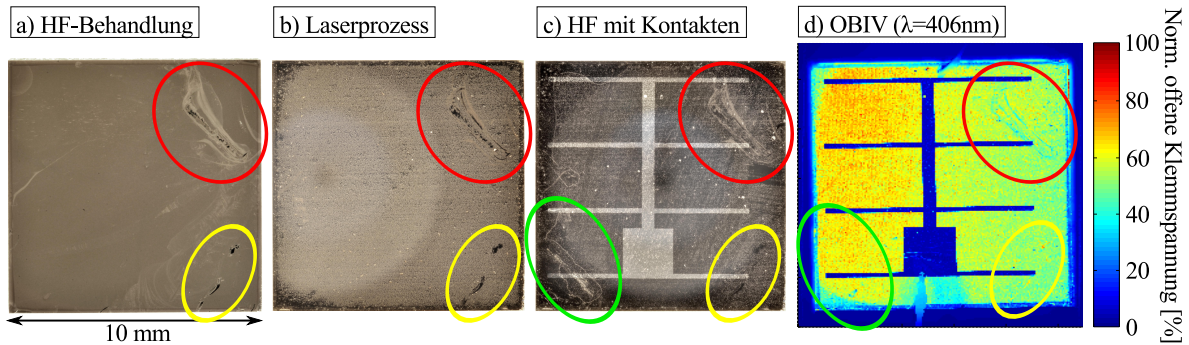 a) HF-Behandlung
b) Laserprozess
c) HF mit Kontakten
d) OBIV (λ=406nm)
10 mm
100
80
60
40
20
0
Norm. offene Klemmspannung [%]